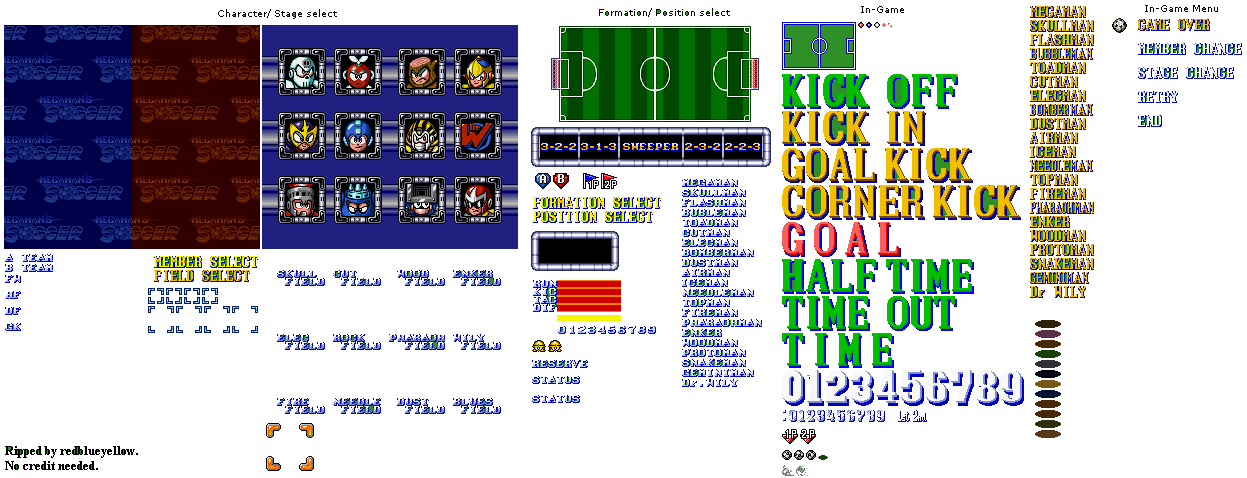 Character/ Stage select
MEGAMAN'S
SOCCER
A TEAM
B TEAM
FW
MF
DF
GK
MEMBER SELECT
FIELD SELECT
SKULL FIELD
CUT FIELD
WOOD FIELD
ENKER FIELD
ELEC FIELD
ROCK FIELD
PHARAOH FIELD
WILY FIELD
FIRE FIELD
NEEDLE FIELD
DUST FIELD
BLUES FIELD
Ripped by redblueyellow.
No credit needed.
Formation/ Position select
3-2-2 3-1-3 SWEEPER 2-3-2 2-2-3
A B 1P 2P
FORMATION SELECT
POSITION SELECT
RUN
KIC
TAC
DIF
0123456789
RESERVE
STATUS
STATUS
MEGAMAN
SKULLMAN
FLASHMAN
BUBLEMAN
TOADMAN
CUTMAN
ELECMAN
BOMBERMAN
DUSTMAN
AIRMAN
ICEMAN
NEEDLEMAN
TOPMAN
FIREMAN
PHARAOHMAN
ENKER
WOODMAN
PROTOMAN
SNAKEMAN
GEMINIMAN
Dr.WILY
In-Game
KICK OFF
KICK IN
GOAL KICK
CORNER KICK
GOAL
HALF TIME
TIME OUT
TIME
0123456789
:0123456789 1st 2nd
1P 2P
MEGAMAN
SKULLMAN
FLASHMAN
BUBBLEMAN
TOADMAN
CUTMAN
ELECMAN
BOMBERMAN
DUSTMAN
AIRMAN
ICEMAN
NEEDLEMAN
TOPMAN
FIREMAN
PHARAOHMAN
ENKER
WOODMAN
PROTOMAN
SNAKEMAN
GEMINIMAN
Dr WILY
In-Game Menu
GAME OVER
MEMBER CHANGE
STAGE CHANGE
RETRY
END